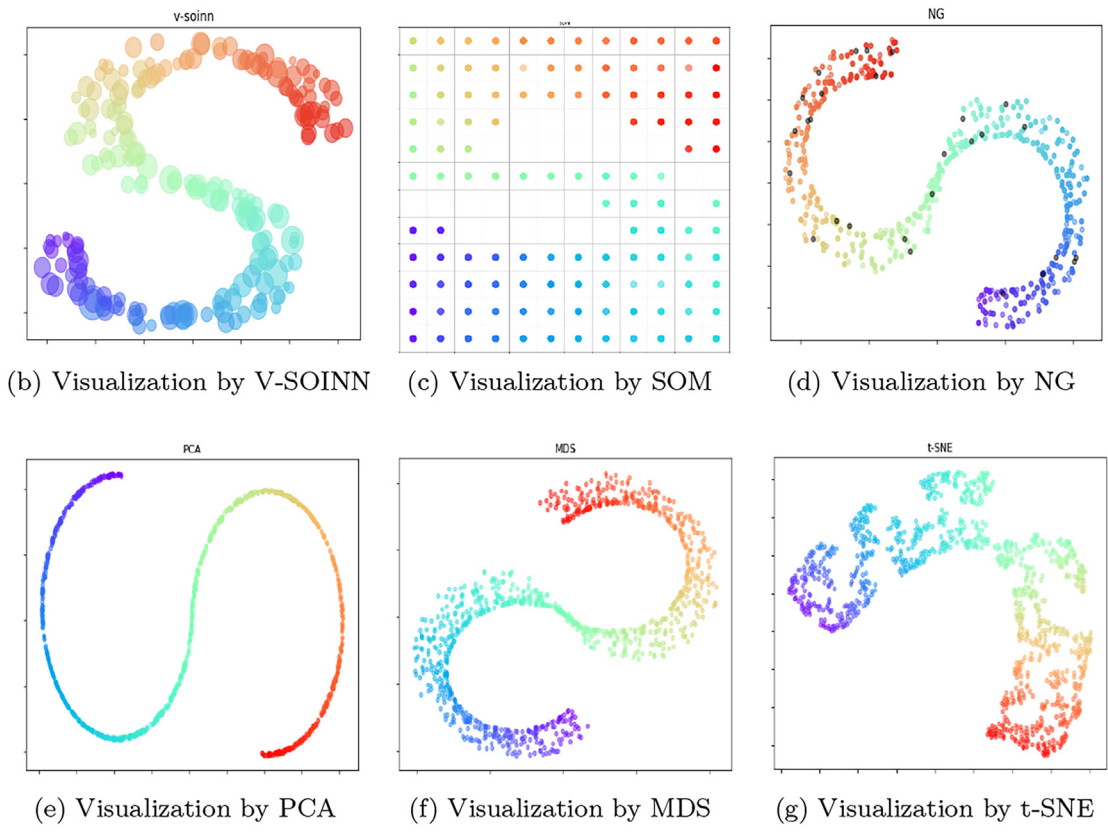 v-soinn
SOM
NG
(b) Visualization by V-SOINN
(c) Visualization by SOM
(d) Visualization by NG
PCA
MDS
t-SNE
(e) Visualization by PCA
(f) Visualization by MDS
(g) Visualization by t-SNE